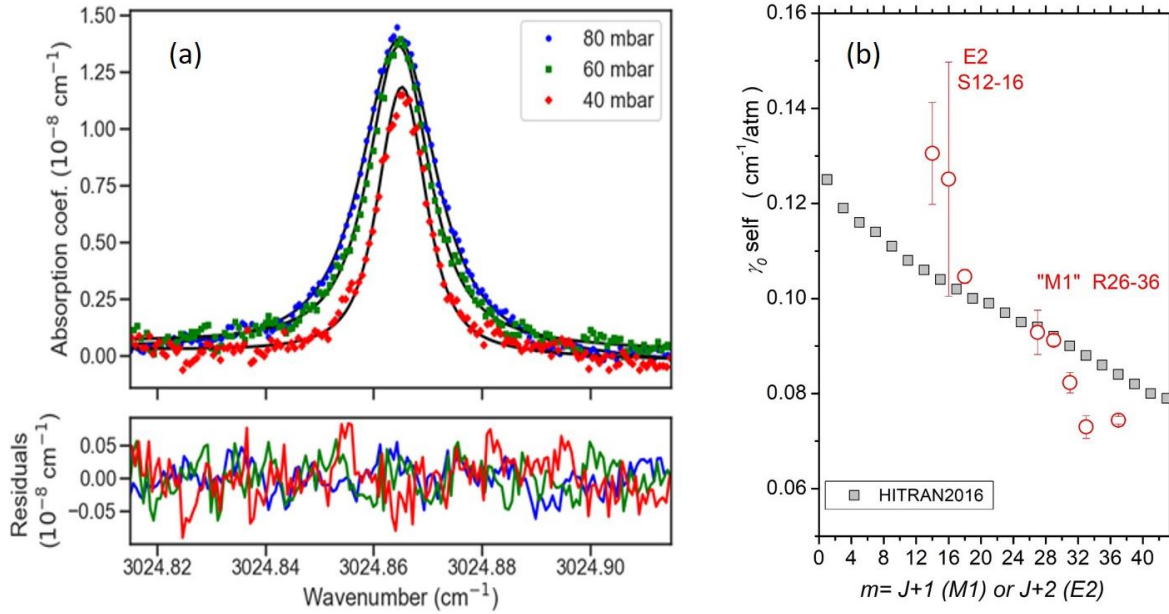 (a)
80 mbar
60 mbar
40 mbar
Absorption coef. (10⁻⁸ cm⁻¹)
1.50
1.25
1.00
0.75
0.50
0.25
0.00
Residuals
(10⁻⁸ cm⁻¹)
0.05
0.00
−0.05
3024.82 3024.84 3024.86 3024.88 3024.90
Wavenumber (cm⁻¹)
(b)
E2
S12-16
"M1" R26-36
γ₀ self ( cm⁻¹/atm )
0.16
0.14
0.12
0.10
0.08
0.06
HITRAN2016
0 4 8 12 16 20 24 28 32 36 40
m= J+1 (M1) or J+2 (E2)